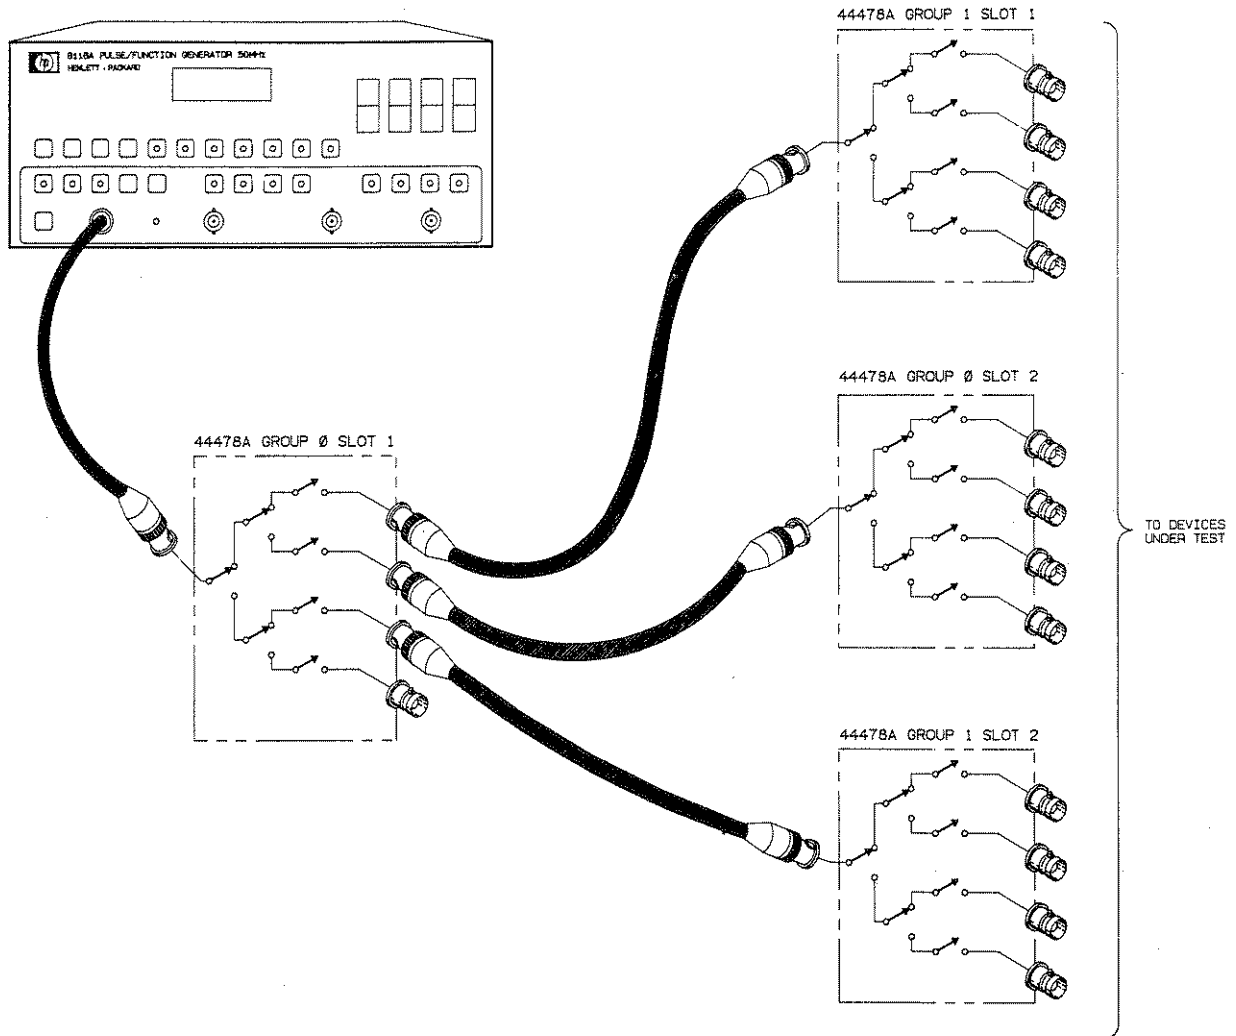 44478A GROUP 1 SLOT 1
hp
8116A PULSE/FUNCTION GENERATOR 50MHz
HEWLETT · PACKARD
44478A GROUP Ø SLOT 2
44478A GROUP Ø SLOT 1
TO DEVICES
UNDER TEST
44478A GROUP 1 SLOT 2